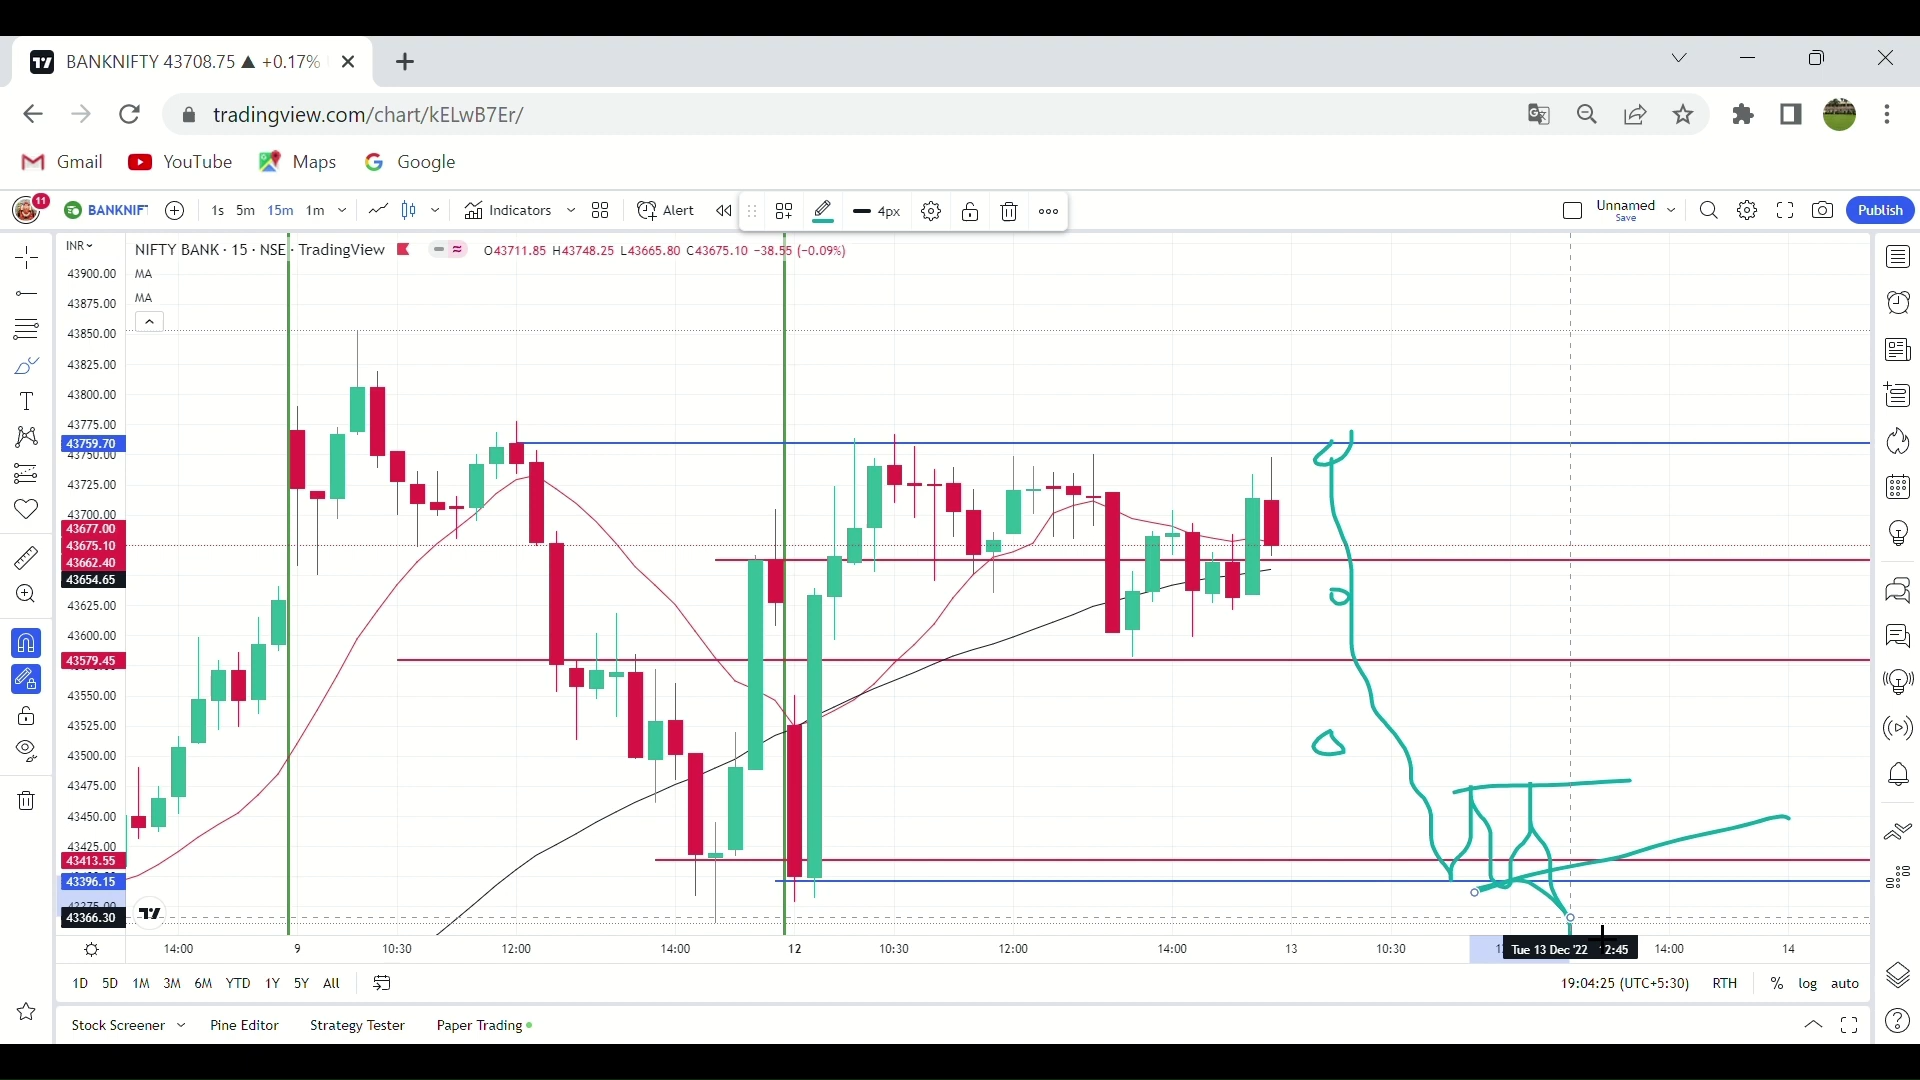 BANKNIFTY 43708.75 ▲ +0.17%
tradingview.com/chart/kELwB7Er/
Gmail YouTube Maps Google
11 BANKNIF 1s 5m 15m 1m Indicators Alert 4px Unnamed Save Publish
INR NIFTY BANK · 15 · NSE · TradingView O43711.85 H43748.25 L43665.80 C43675.10 −38.55 (−0.09%)
MA
MA
43900.00
43875.00
43850.00
43825.00
43800.00
43775.00
43759.70
43750.00
43725.00
43700.00
43677.00
43675.10
43662.40
43654.65
43625.00
43600.00
43579.45
43550.00
43525.00
43500.00
43475.00
43450.00
43425.00
43413.55
43396.15
43375.00
43366.30
14:00 9 10:30 12:00 14:00 12 10:30 12:00 14:00 13 10:30 Tue 13 Dec '22 2:45 14:00 14
1D 5D 1M 3M 6M YTD 1Y 5Y All 19:04:25 (UTC+5:30) RTH % log auto
Stock Screener Pine Editor Strategy Tester Paper Trading